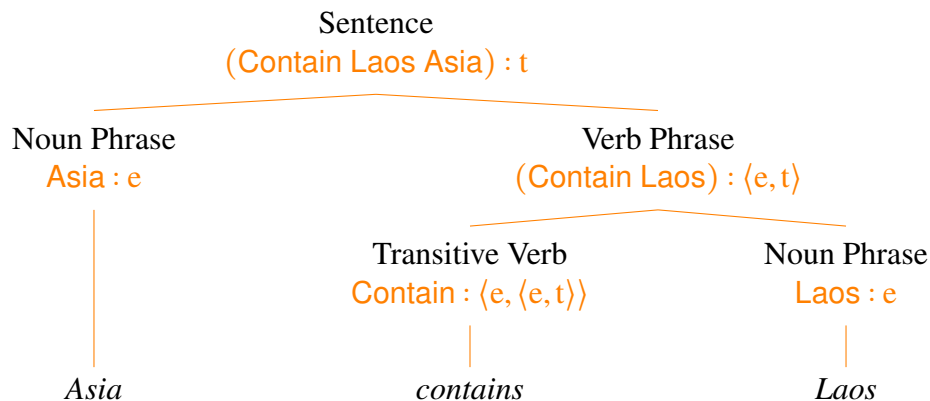 Sentence
(Contain Laos Asia) : t
Noun Phrase
Asia : e
Verb Phrase
(Contain Laos) : ⟨e, t⟩
Transitive Verb
Contain : ⟨e, ⟨e, t⟩⟩
Noun Phrase
Laos : e
Asia
contains
Laos